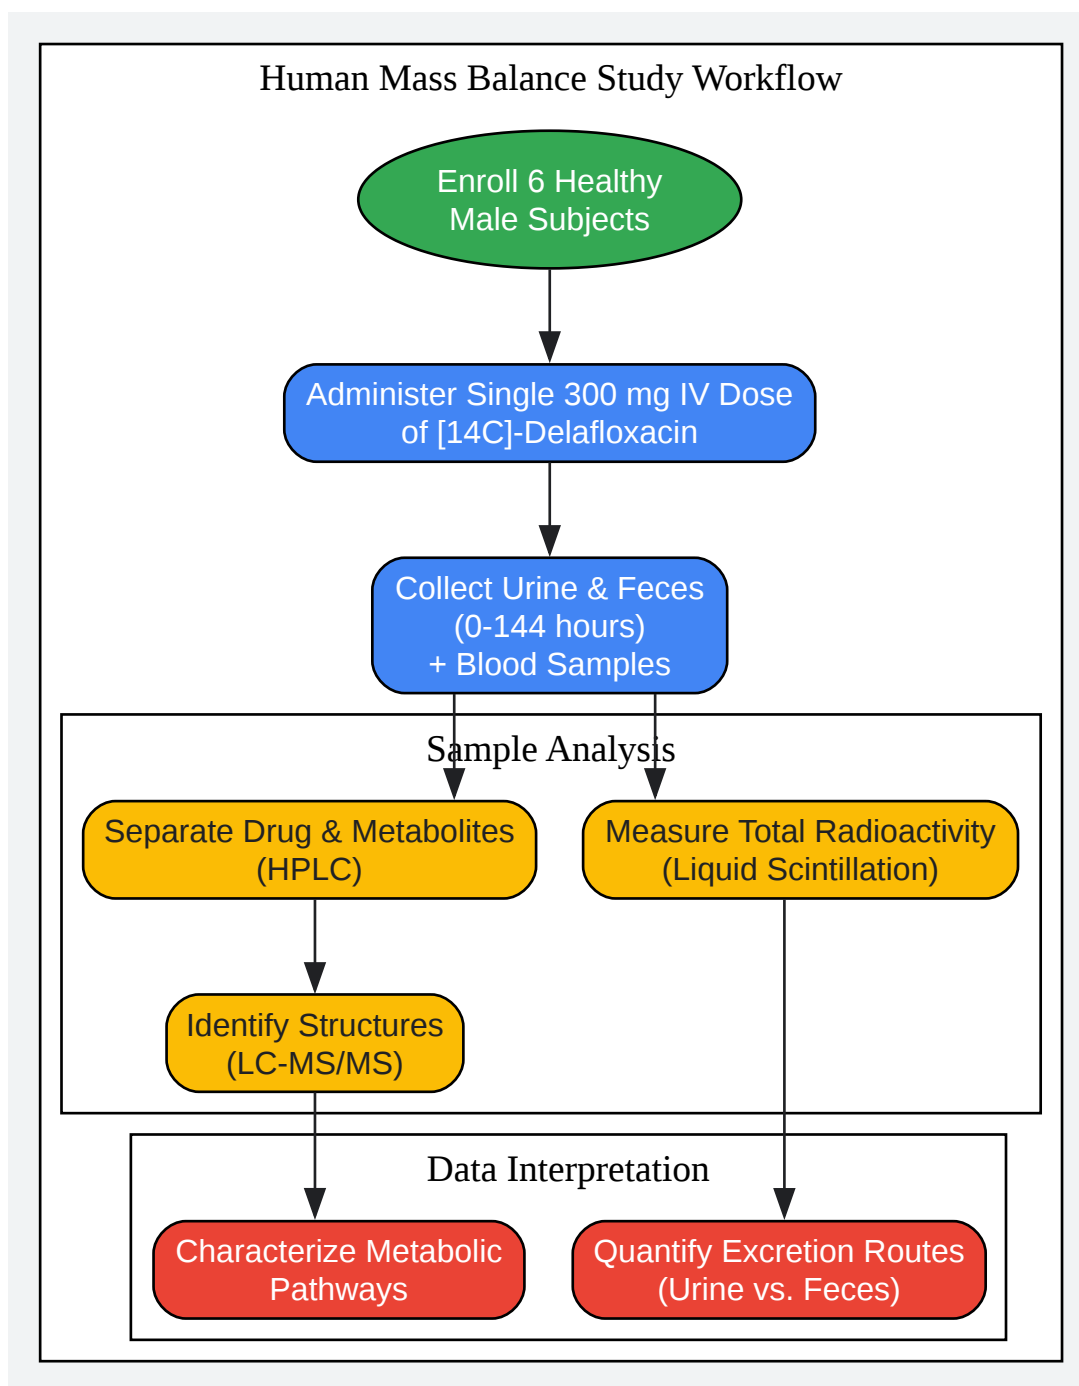 Human Mass Balance Study Workflow
Enroll 6 Healthy
Male Subjects
Administer Single 300 mg IV Dose
of [14C]-Delafloxacin
Collect Urine & Feces
(0-144 hours)
+ Blood Samples
Sample Analysis
Separate Drug & Metabolites
(HPLC)
Measure Total Radioactivity
(Liquid Scintillation)
Identify Structures
(LC-MS/MS)
Data Interpretation
Characterize Metabolic
Pathways
Quantify Excretion Routes
(Urine vs. Feces)